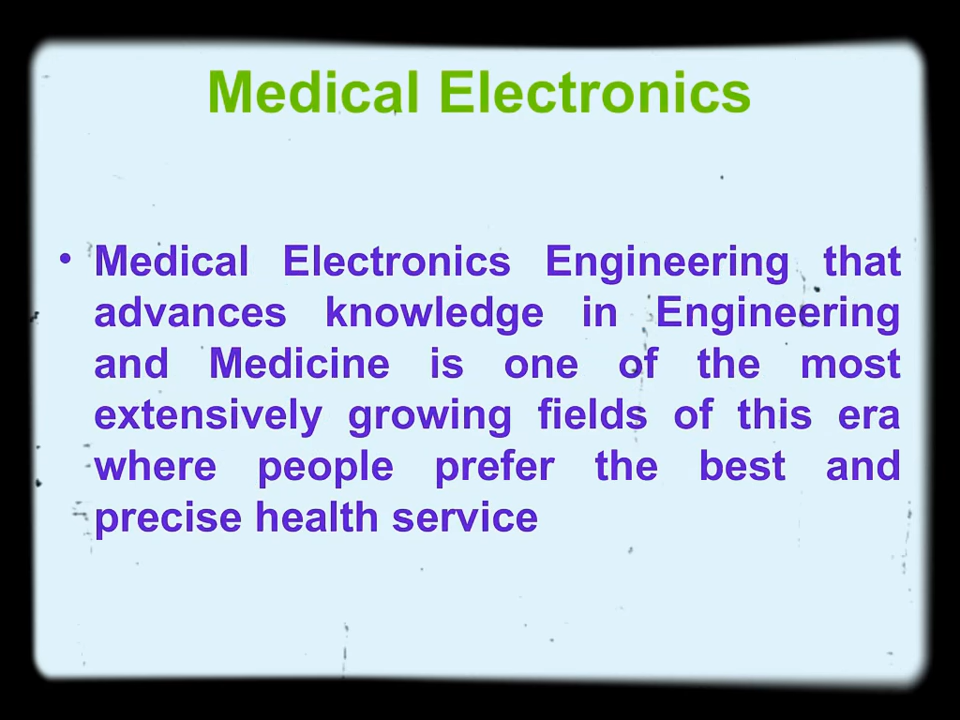 Medical Electronics
• Medical Electronics Engineering that
advances knowledge in Engineering
and Medicine is one of the most
extensively growing fields of this era
where people prefer the best and
precise health service